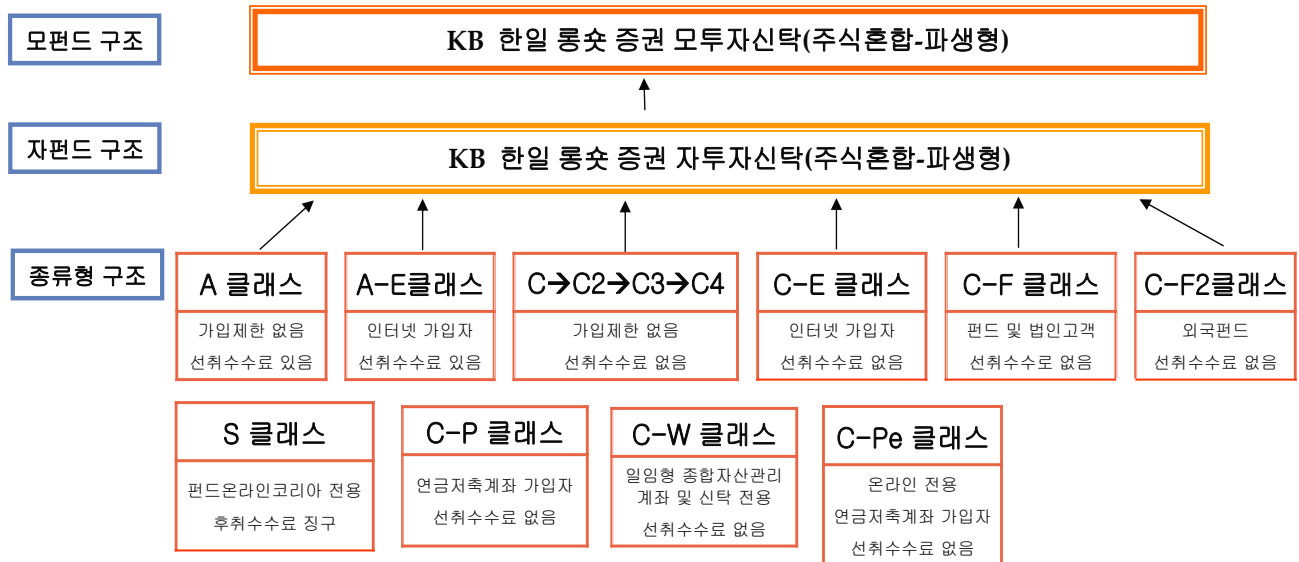 모펀드 구조
KB 한일 롱숏 증권 모투자신탁(주식혼합-파생형)
자펀드 구조
KB 한일 롱숏 증권 자투자신탁(주식혼합-파생형)
종류형 구조
A 클래스
가입제한 없음
선취수수료 있음
A-E클래스
인터넷 가입자
선취수수료 있음
C→C2→C3→C4
가입제한 없음
선취수수료 없음
C-E 클래스
인터넷 가입자
선취수수료 없음
C-F 클래스
펀드 및 법인고객
선취수수로 없음
C-F2클래스
외국펀드
선취수수료 없음
S 클래스
펀드온라인코리아 전용
후취수수료 징구
C-P 클래스
연금저축계좌 가입자
선취수수료 없음
C-W 클래스
일임형 종합자산관리
계좌 및 신탁 전용
선취수수료 없음
C-Pe 클래스
온라인 전용
연금저축계좌 가입자
선취수수료 없음